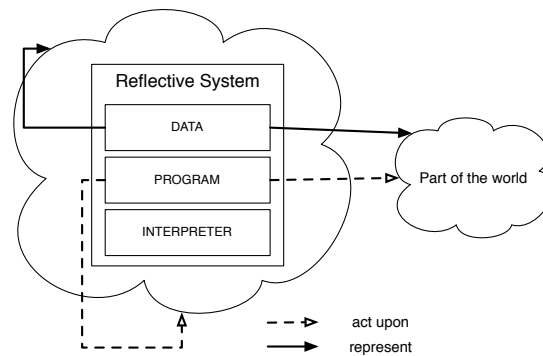 Reflective System
DATA
PROGRAM
INTERPRETER
Part of the world
act upon
represent